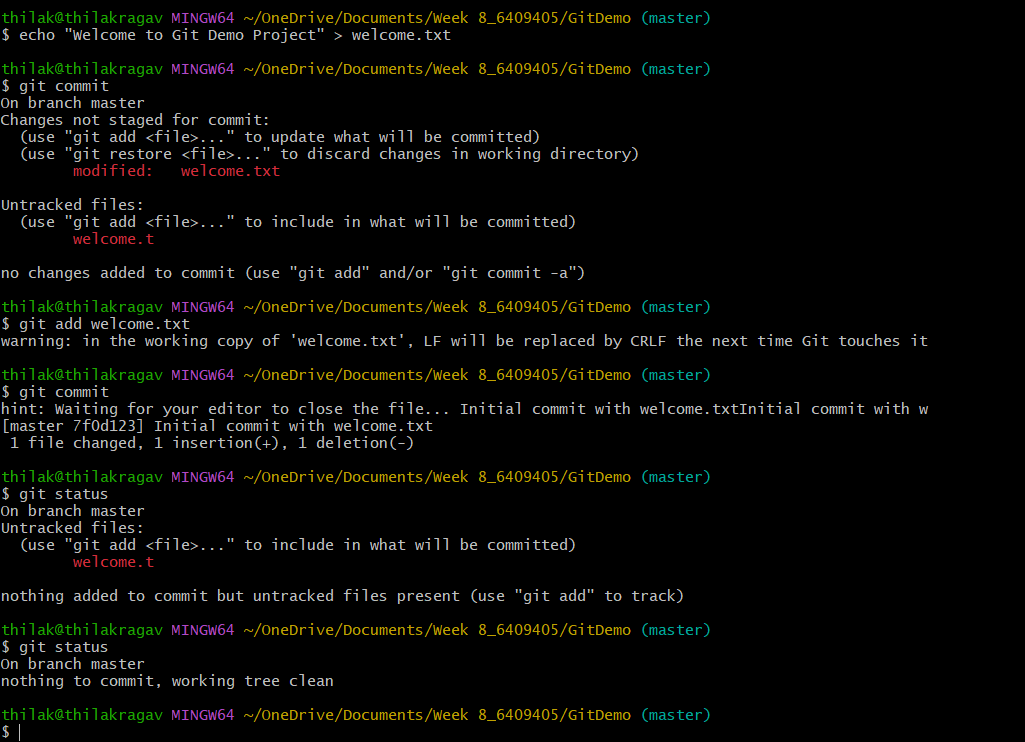 thilak@thilakragav MINGW64 ~/OneDrive/Documents/Week 8_6409405/GitDemo (master)
$ echo "Welcome to Git Demo Project" > welcome.txt
thilak@thilakragav MINGW64 ~/OneDrive/Documents/Week 8_6409405/GitDemo (master)
$ git commit
On branch master
Changes not staged for commit:
  (use "git add <file>..." to update what will be committed)
  (use "git restore <file>..." to discard changes in working directory)
        modified:   welcome.txt
Untracked files:
  (use "git add <file>..." to include in what will be committed)
        welcome.t
no changes added to commit (use "git add" and/or "git commit -a")
thilak@thilakragav MINGW64 ~/OneDrive/Documents/Week 8_6409405/GitDemo (master)
$ git add welcome.txt
warning: in the working copy of 'welcome.txt', LF will be replaced by CRLF the next time Git touches it
thilak@thilakragav MINGW64 ~/OneDrive/Documents/Week 8_6409405/GitDemo (master)
$ git commit
hint: Waiting for your editor to close the file... Initial commit with welcome.txtInitial commit with w
[master 7f0d123] Initial commit with welcome.txt
 1 file changed, 1 insertion(+), 1 deletion(-)
thilak@thilakragav MINGW64 ~/OneDrive/Documents/Week 8_6409405/GitDemo (master)
$ git status
On branch master
Untracked files:
  (use "git add <file>..." to include in what will be committed)
        welcome.t
nothing added to commit but untracked files present (use "git add" to track)
thilak@thilakragav MINGW64 ~/OneDrive/Documents/Week 8_6409405/GitDemo (master)
$ git status
On branch master
nothing to commit, working tree clean
thilak@thilakragav MINGW64 ~/OneDrive/Documents/Week 8_6409405/GitDemo (master)
$